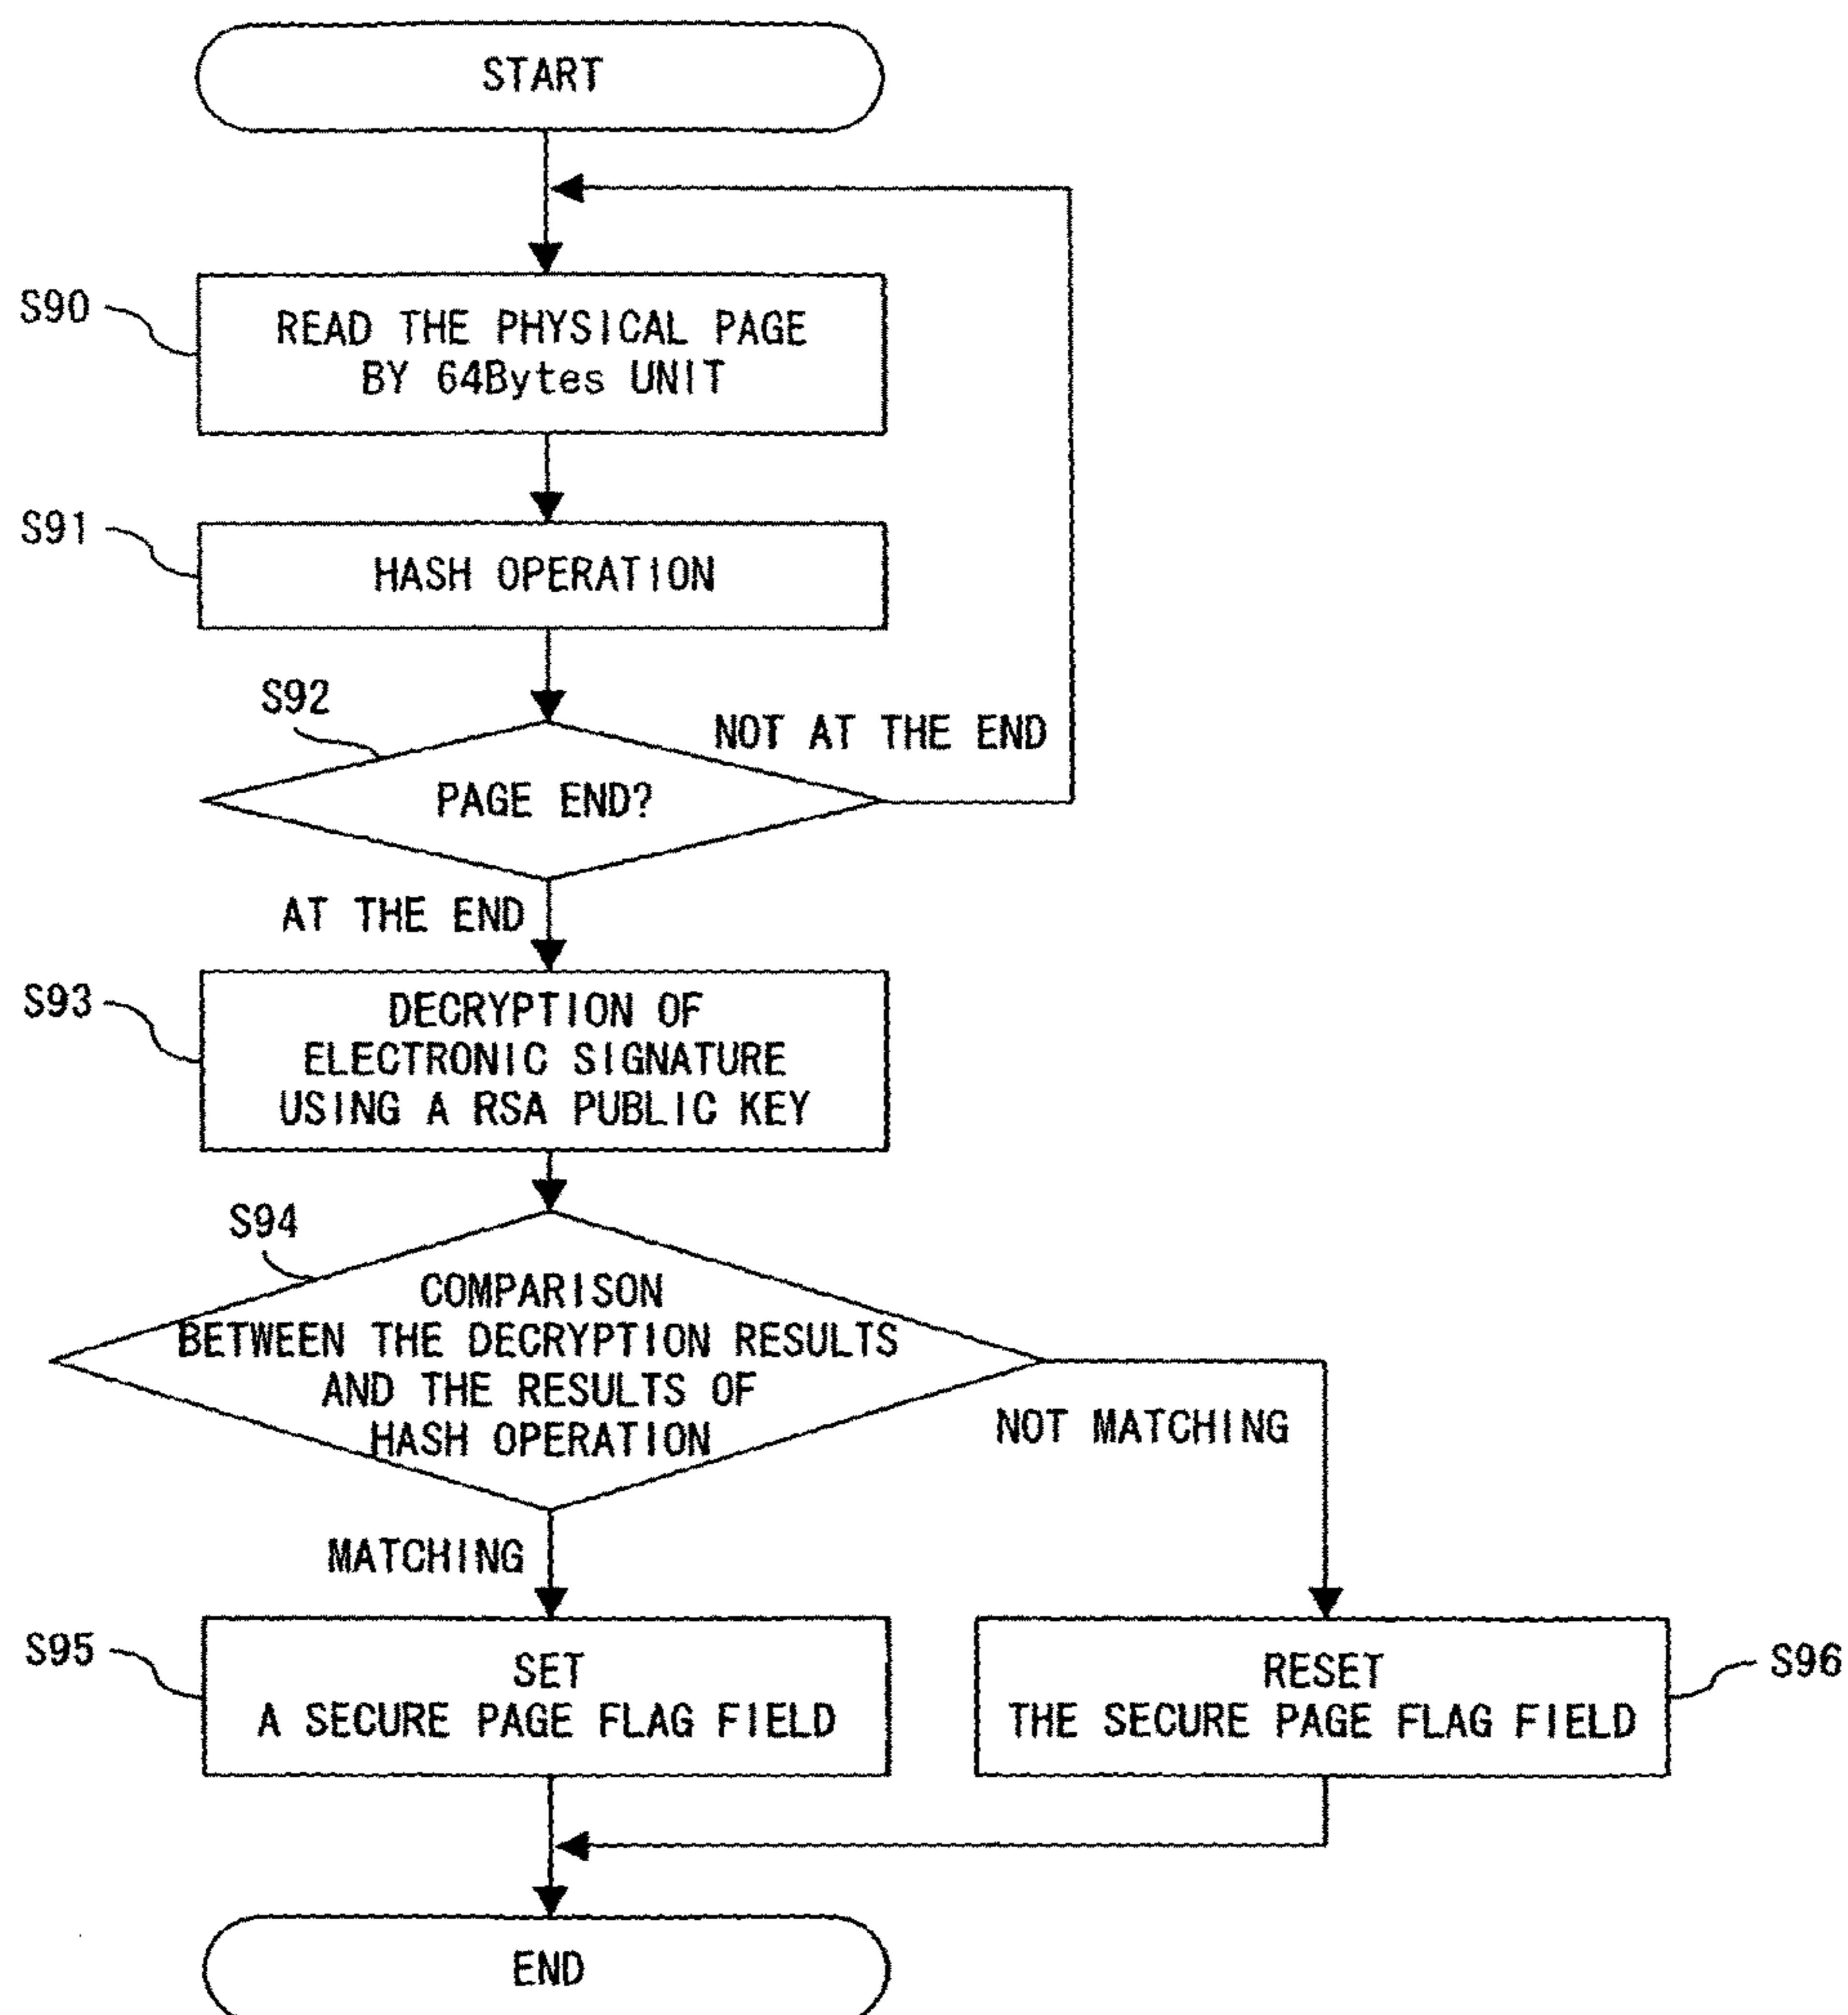 START
S90
READ THE PHYSICAL PAGE
BY 64Bytes UNIT
S91
HASH OPERATION
S92
NOT AT THE END
PAGE END?
AT THE END
S93
DECRYPTION OF
ELECTRONIC SIGNATURE
USING A RSA PUBLIC KEY
S94
COMPARISON
BETWEEN THE DECRYPTION RESULTS
AND THE RESULTS OF
HASH OPERATION
NOT MATCHING
MATCHING
S95
SET
A SECURE PAGE FLAG FIELD
RESET
THE SECURE PAGE FLAG FIELD
S96
END